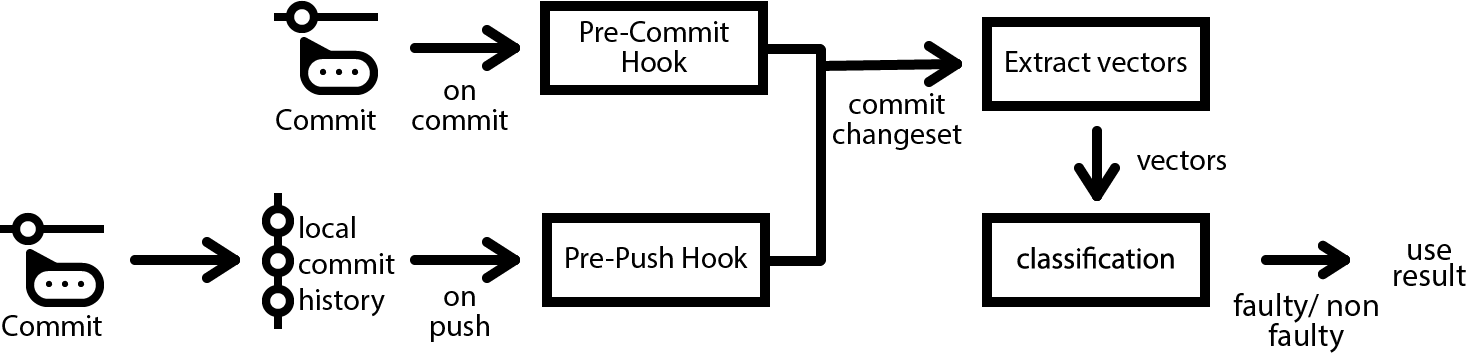 Pre-Commit
Hook
Commit
on
commit
commit
changeset
Extract vectors
vectors
Commit
local
commit
history
on
push
Pre-Push Hook
classification
faulty/ non
faulty
use
result